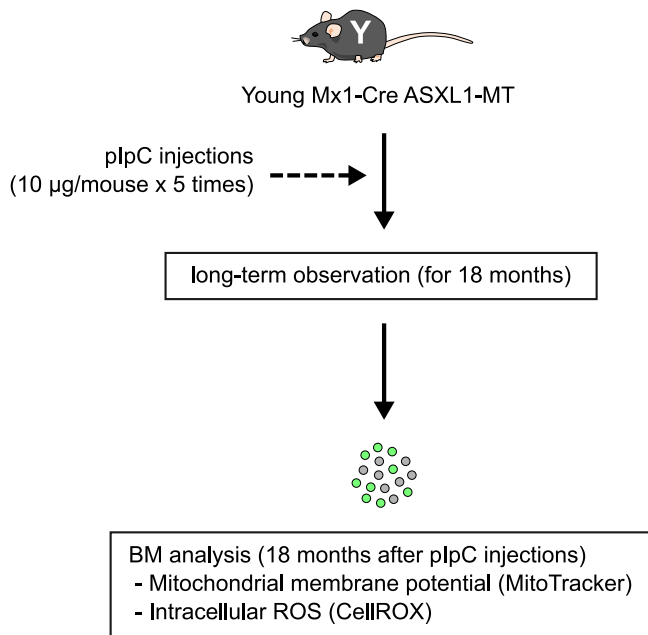 Y
Young Mx1-Cre ASXL1-MT
pIpC injections
(10 µg/mouse x 5 times)
long-term observation (for 18 months)
BM analysis (18 months after pIpC injections)
- Mitochondrial membrane potential (MitoTracker)
- Intracellular ROS (CellROX)